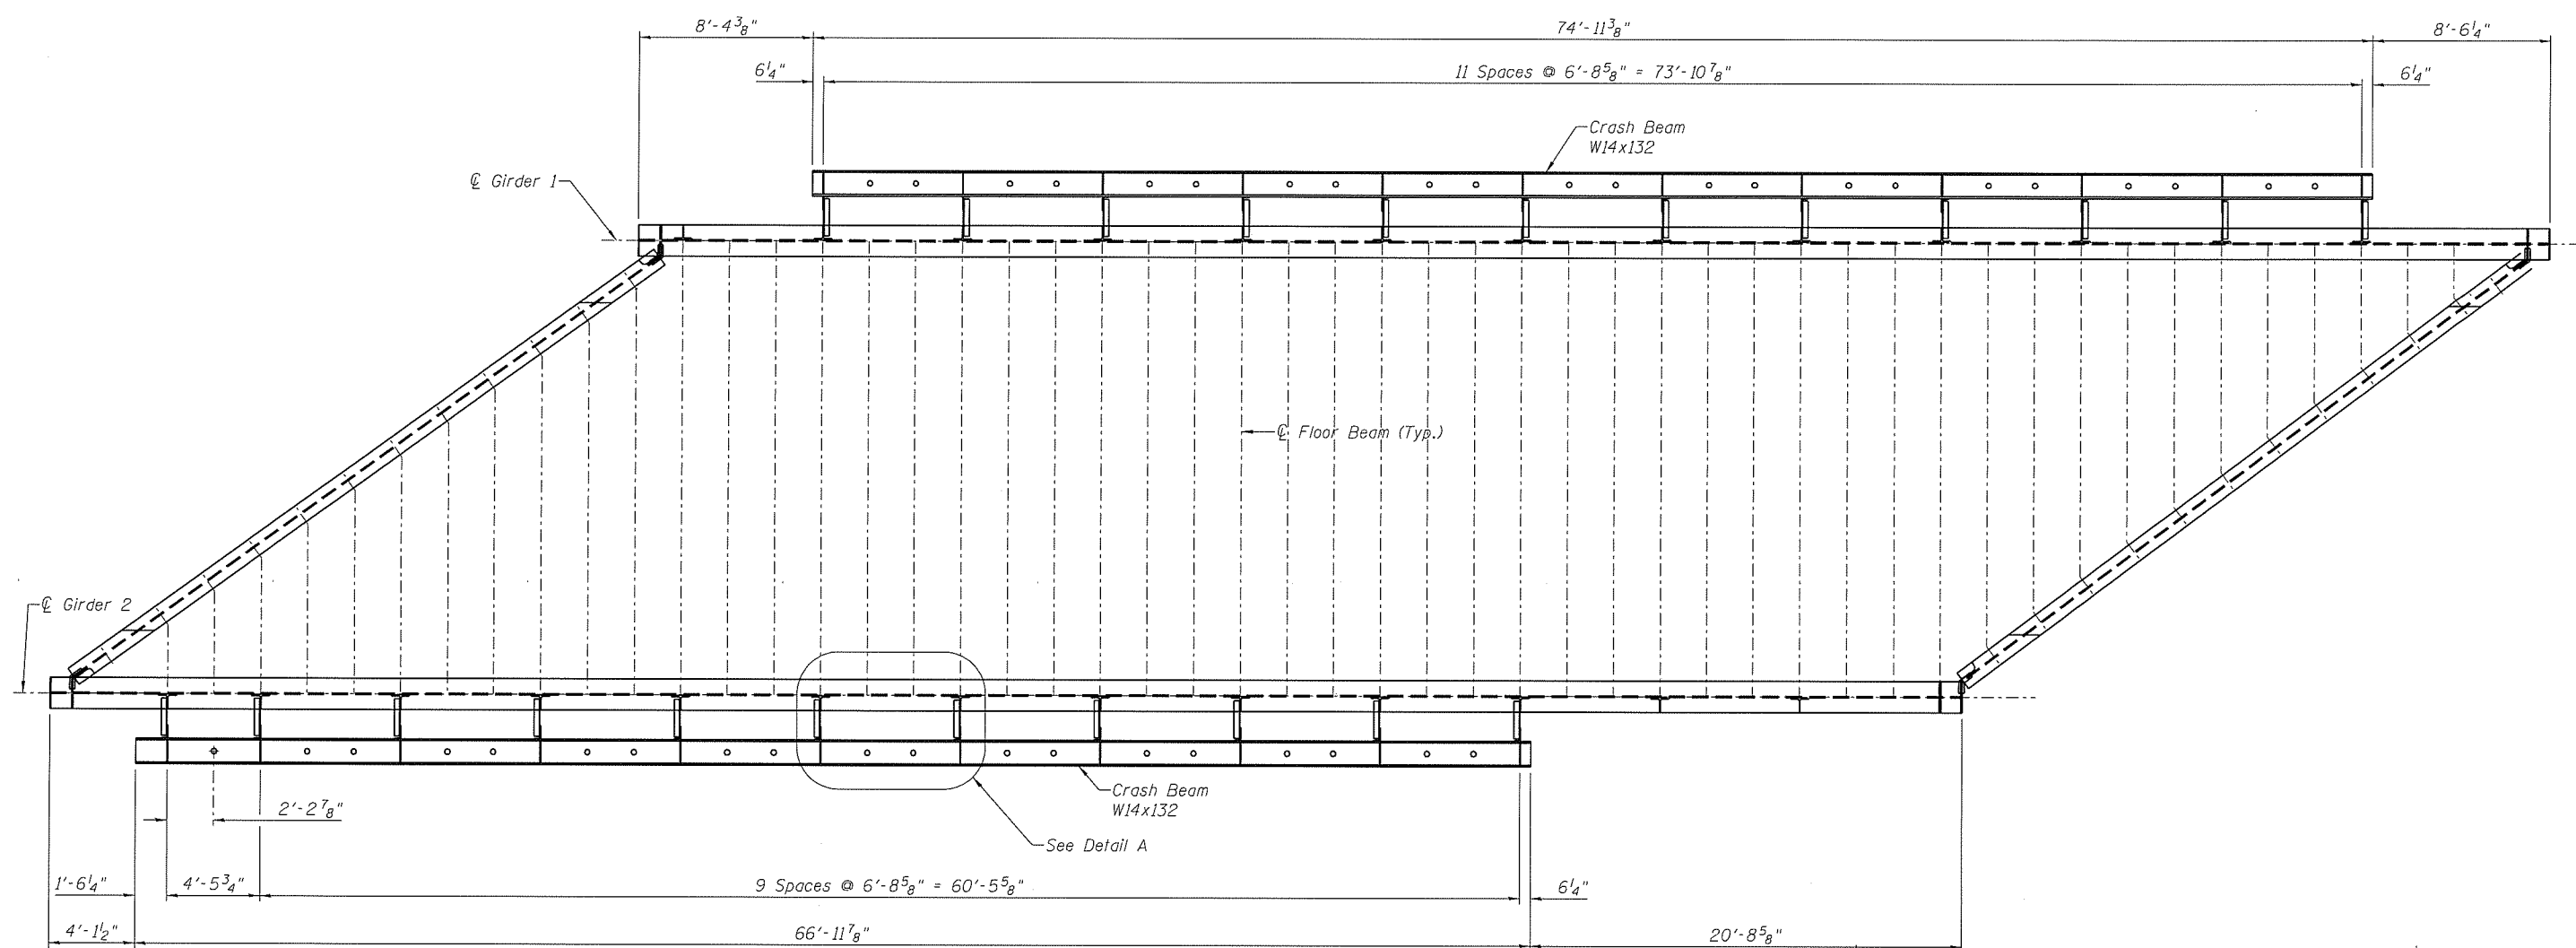 8'-4 3/8"
74'-11 3/8"
8'-6 1/4"
6 1/4"
11 Spaces @ 6'-8 5/8" = 73'-10 7/8"
6 1/4"
Crash Beam
W14x132
℄ Girder 1
℄ Floor Beam (Typ.)
℄ Girder 2
Crash Beam
W14x132
2'-2 7/8"
See Detail A
1'-6 1/4"
4'-5 3/4"
9 Spaces @ 6'-8 5/8" = 60'-5 5/8"
6 1/4"
4'-1 1/2"
66'-11 7/8"
20'-8 5/8"